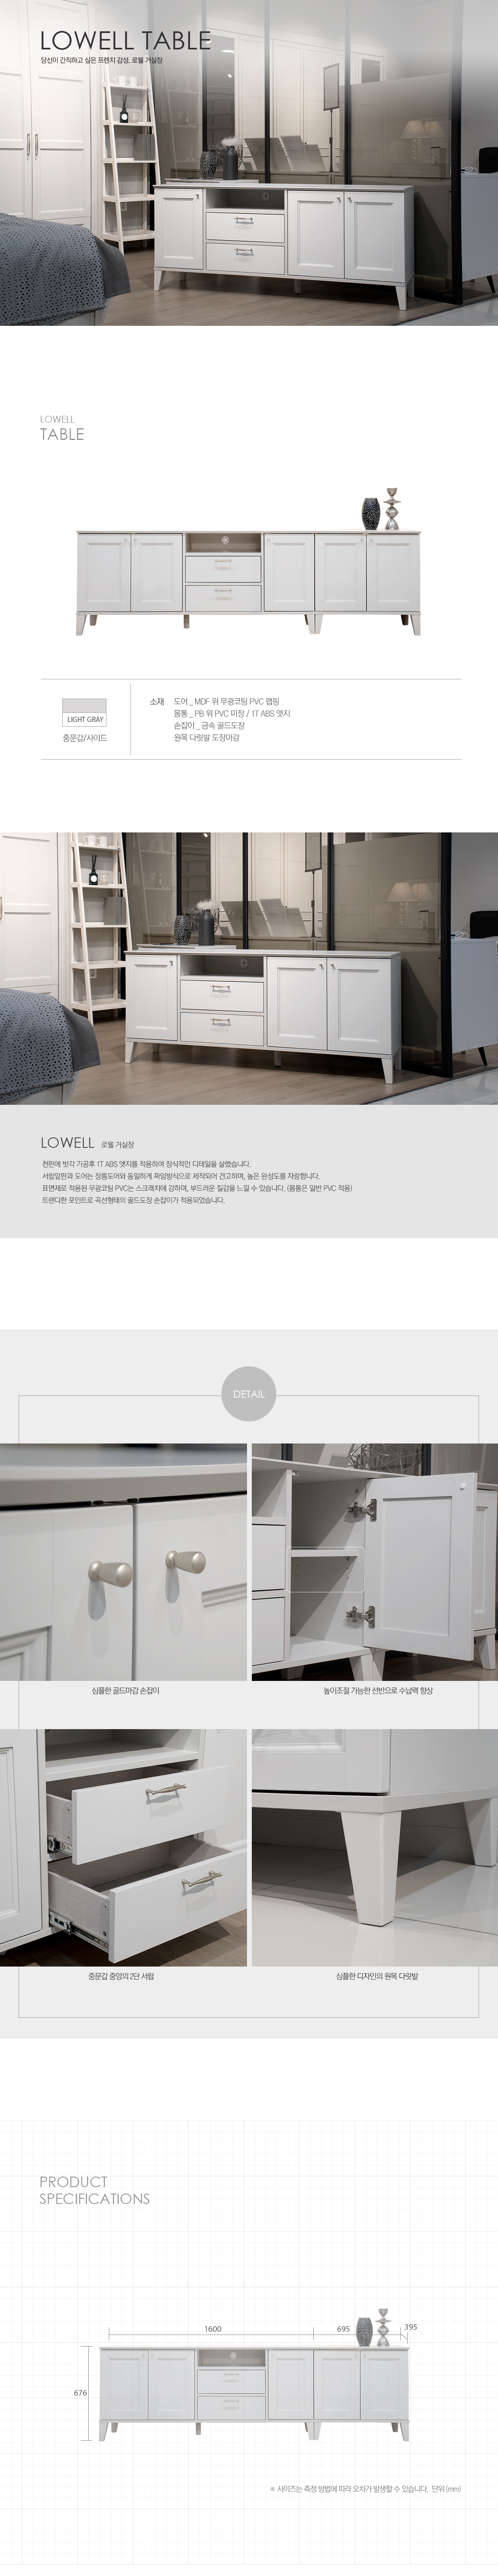 LOWELL TABLE
당신이 간직하고 싶은 프렌치 감성, 로웰 거실장
LOWELL
TABLE
LIGHT GRAY
중문갑/사이드
소재 도어 _ MDF 위 무광코팅 PVC 랩핑
몸통 _ PB 위 PVC 미장 / 1T ABS 엣지
손잡이 _ 금속 골드도장
원목 다릿발 도장마감
LOWELL 로웰 거실장
천판에 빗각 가공후 1T ABS 엣지를 적용하여 장식적인 디테일을 살렸습니다.
서랍앞판과 도어는 장롱도어와 동일하게 짜임방식으로 제작되어 견고하며, 높은 완성도를 자랑합니다.
표면재로 적용된 무광코팅 PVC는 스크래치에 강하며, 부드러운 질감을 느낄 수 있습니다. (몸통은 일반 PVC 적용)
트랜디한 포인트로 곡선형태의 골드도장 손잡이가 적용되었습니다.
DETAIL
심플한 골드마감 손잡이
높이조절 가능한 선반으로 수납력 향상
중문갑 중앙의 2단 서랍
심플한 디자인의 원목 다릿발
PRODUCT
SPECIFICATIONS
1600
695
395
676
※ 사이즈는 측정 방법에 따라 오차가 발생할 수 있습니다. 단위 (mm)